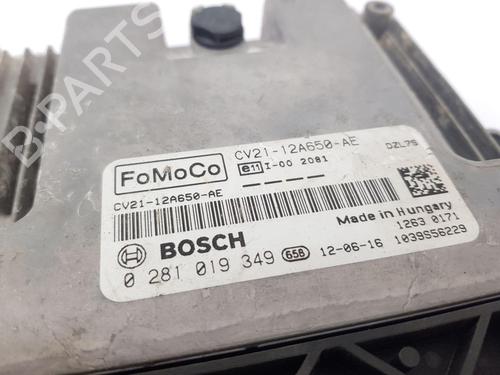 FoMoCo
CV21-12A650-AE
DZL7S
e11 I-00 2081
CV21-12A650-AE
BOSCH
Made in Hungary
1263 0171
0 281 019 349 658 12-06-16 1039S56229
B-PARTS